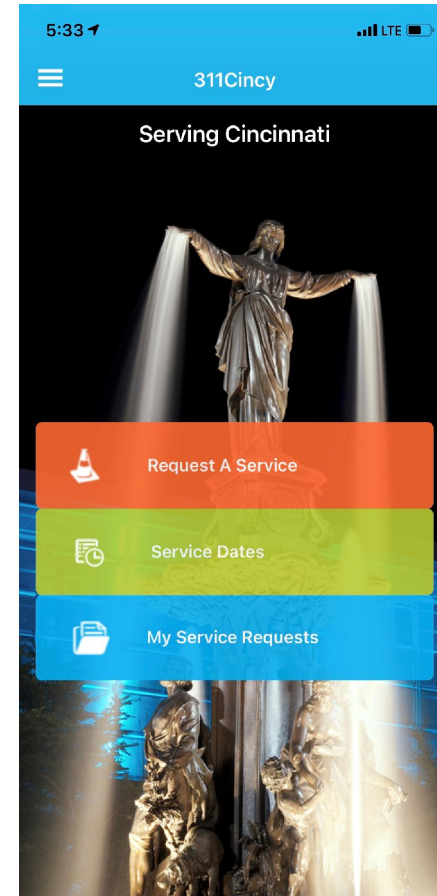 5:33
LTE
311Cincy
Serving Cincinnati
Request A Service
Service Dates
My Service Requests